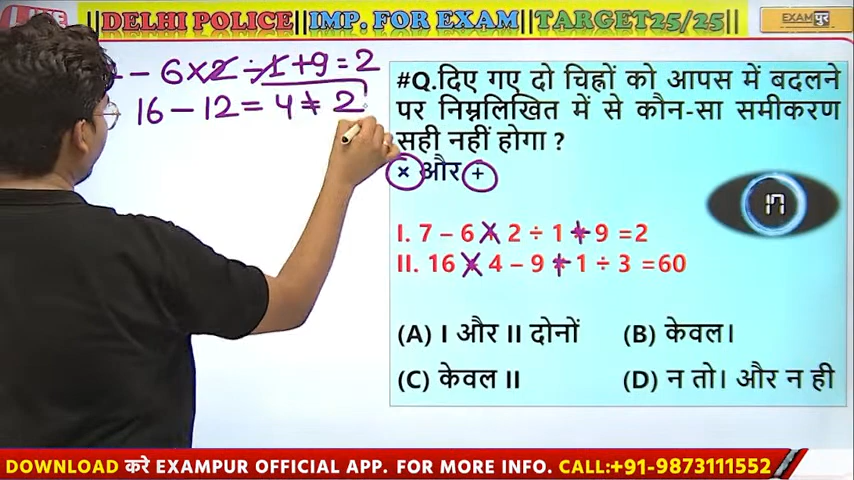 DELHI POLICE||IMP. FOR EXAM||TARGET25/25||
EXAMपुर
- 6×2 ÷ 1 +9 = 2
16 - 12 = 4 ≠ 2
#Q.दिए गए दो चिह्नों को आपस में बदलने
पर निम्नलिखित में से कौन-सा समीकरण
सही नहीं होगा ?
× और +
17
I. 7 – 6 × 2 ÷ 1 + 9 =2
II. 16 × 4 – 9 + 1 ÷ 3 =60
(A) I और II दोनों
(B) केवल।
(C) केवल II
(D) न तो। और न ही
DOWNLOAD करे EXAMPUR OFFICIAL APP. FOR MORE INFO. CALL:+91-9873111552